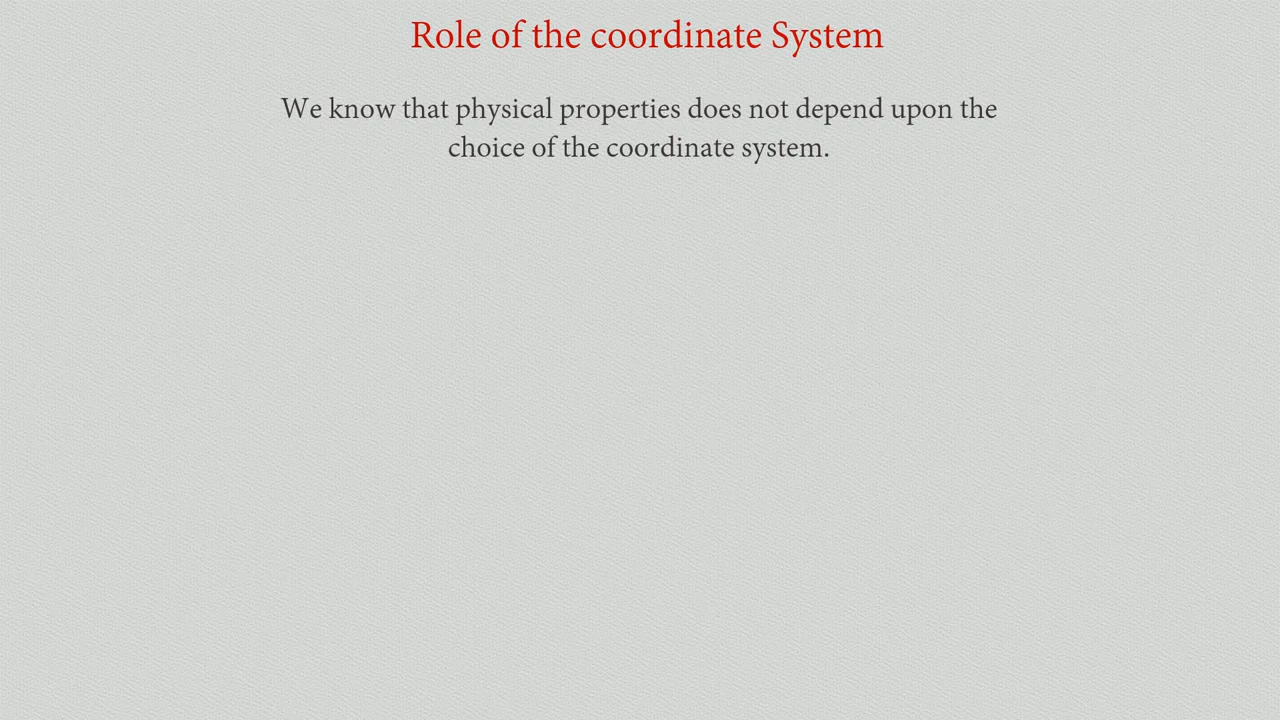 Role of the coordinate System
We know that physical properties does not depend upon the
choice of the coordinate system.